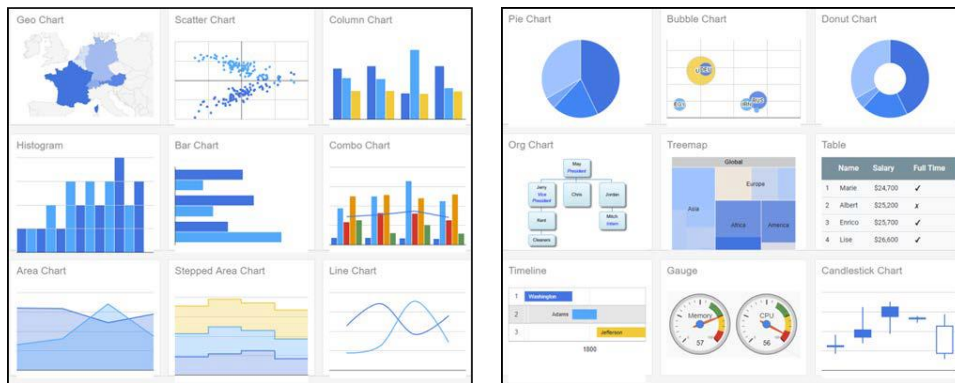 Geo Chart
Scatter Chart
Column Chart
Histogram
Bar Chart
Combo Chart
Area Chart
Stepped Area Chart
Line Chart
Pie Chart
Bubble Chart
Donut Chart
Org Chart
May
President
Jerry
Vice
President
Chris
Jordan
Kent
Mitch
Intern
Cleaners
Treemap
Global
Asia
Europe
Africa
America
Table
Name Salary Full Time
1 Marie $24,700 ✓
2 Albert $25,200 x
3 Enrico $25,700 ✓
4 Lise $26,600 ✓
Timeline
1 Washington
2 Adams
3 Jefferson
1800
Gauge
Memory
57
CPU
56
Candlestick Chart